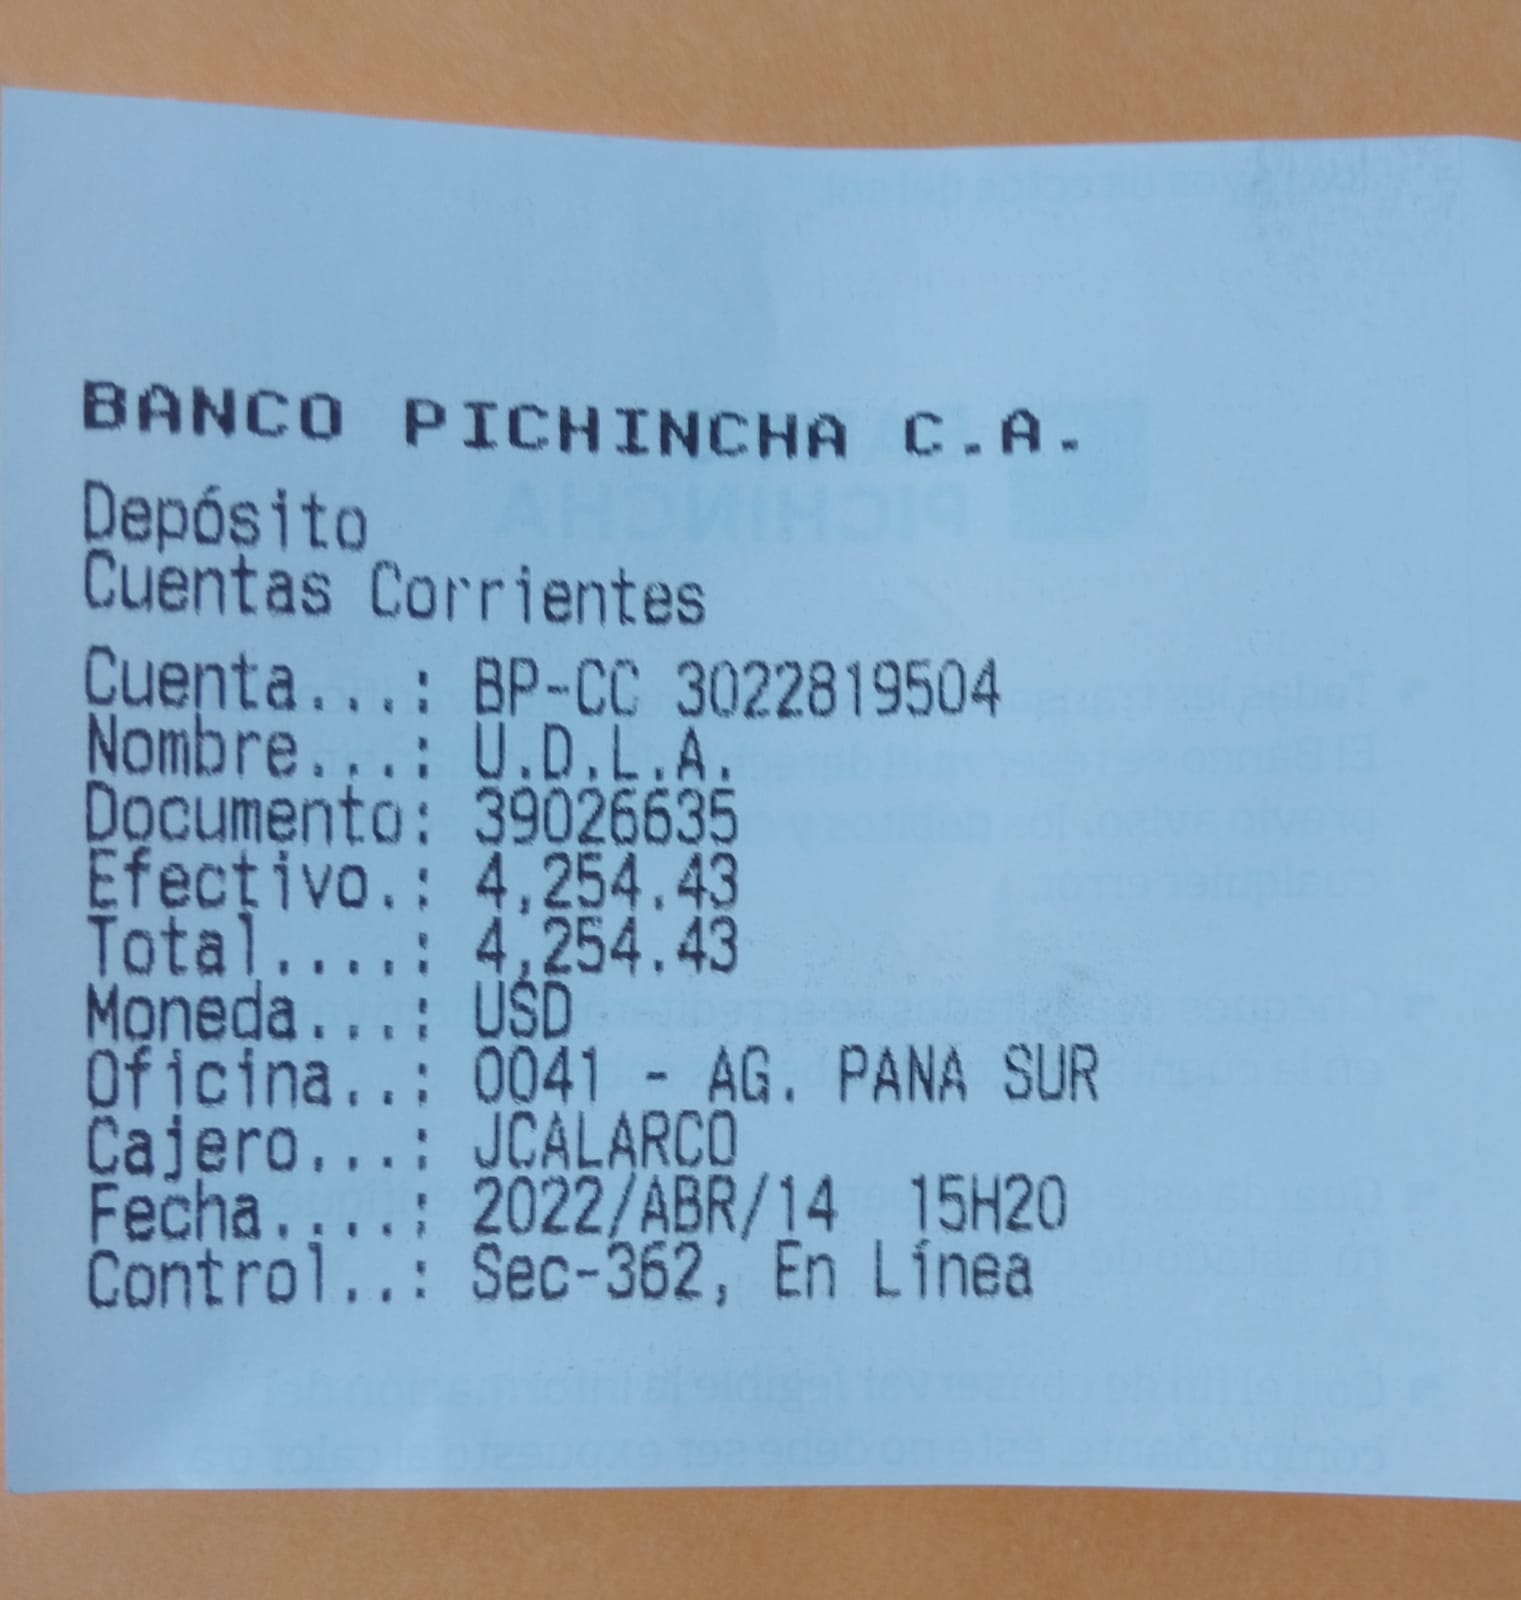 BANCO PICHINCHA C.A.
Depósito
Cuentas Corrientes
Cuenta...: BP-CC 3022819504
Nombre...: U.D.L.A.
Documento: 39026635
Efectivo.: 4,254.43
Total....: 4,254.43
Moneda...: USD
Oficina..: 0041 - AG. PANA SUR
Cajero...: JCALARCO
Fecha....: 2022/ABR/14 15H20
Control..: Sec-362, En Línea